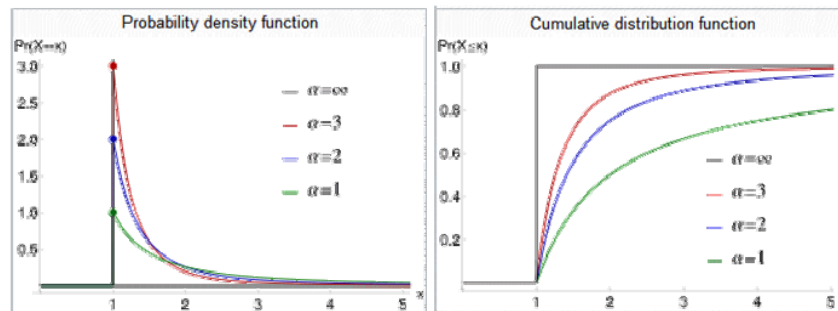 Probability density function
Pr(X=x)
3.0
2.5
2.0
1.5
1.0
0.5
1 2 3 4 5 x
α=∞
α=3
α=2
α=1
Cumulative distribution function
Pr(X≤x)
1.0
0.8
0.6
0.4
0.2
1 2 3 4 5
α=∞
α=3
α=2
α=1